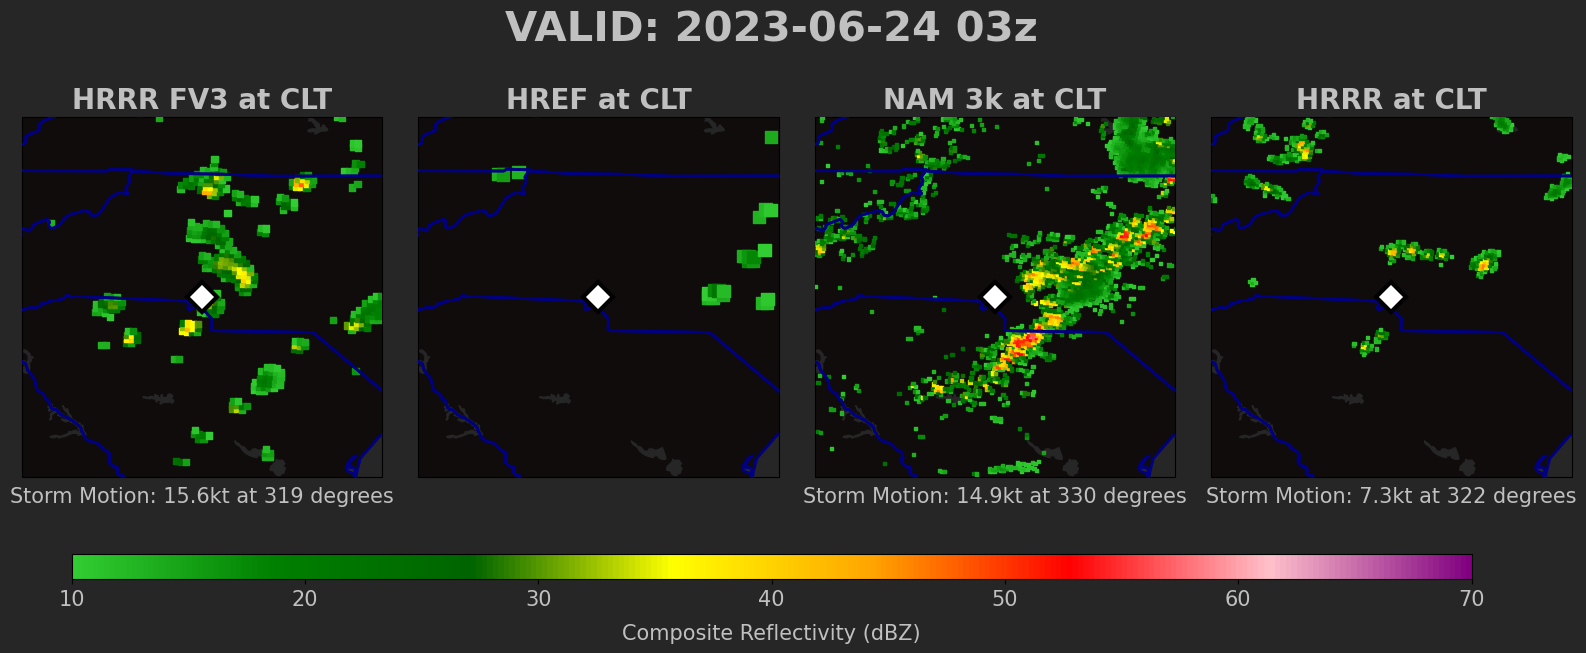 VALID: 2023-06-24 03z
HRRR FV3 at CLT
HREF at CLT
NAM 3k at CLT
HRRR at CLT
Storm Motion: 15.6kt at 319 degrees
Storm Motion: 14.9kt at 330 degrees
Storm Motion: 7.3kt at 322 degrees
10 20 30 40 50 60 70
Composite Reflectivity (dBZ)